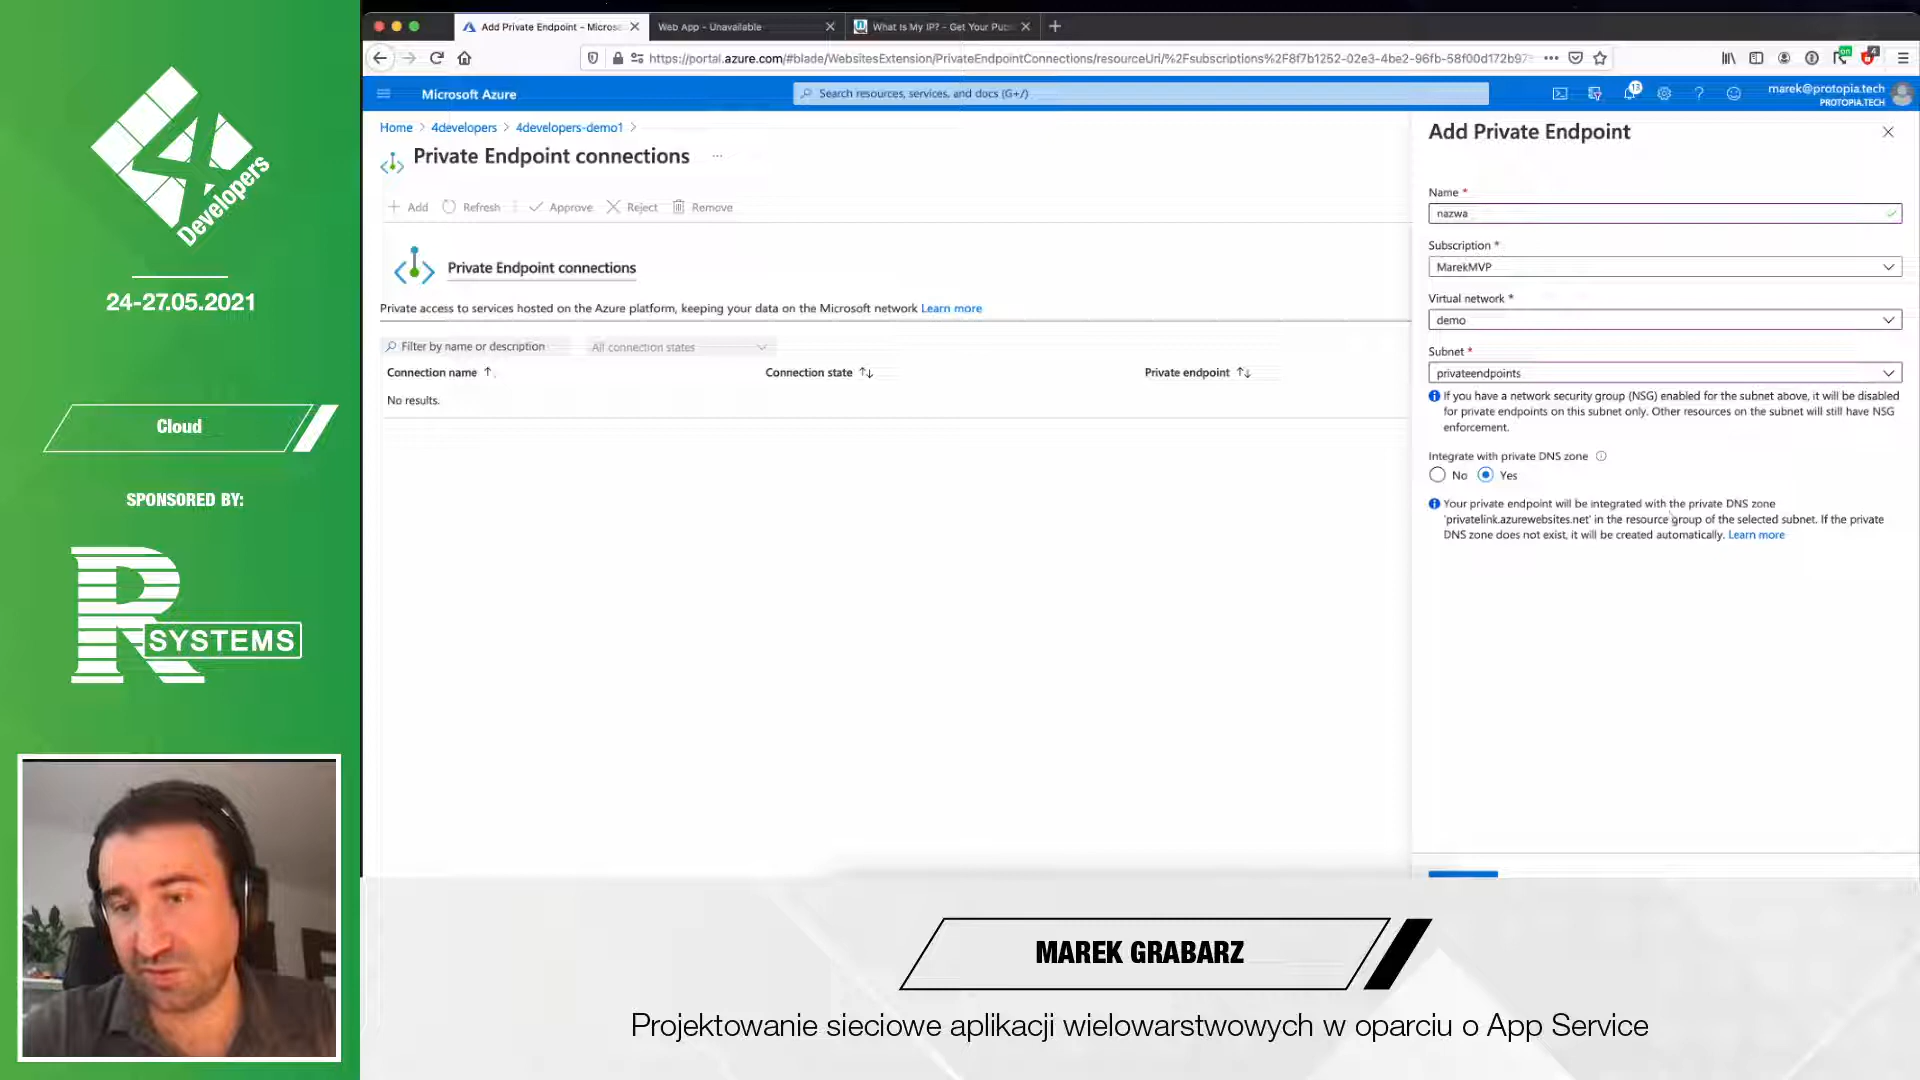 4
Developers
24-27.05.2021
Cloud
SPONSORED BY:
R SYSTEMS
Add Private Endpoint - Micros
Web App - Unavailable
What Is My IP? - Get Your Pub
https://portal.azure.com/#blade/WebsitesExtension/PrivateEndpointConnections/resourceUri/%2Fsubscriptions%2F8f7b1252-02e3-4be2-96fb-58f00d172b97
Microsoft Azure
Search resources, services, and docs (G+/)
13
marek@protopia.tech
PROTOPIA.TECH
Home > 4developers > 4developers-demo1 >
Private Endpoint connections ...
Add Refresh Approve Reject Remove
Private Endpoint connections
Private access to services hosted on the Azure platform, keeping your data on the Microsoft network Learn more
Filter by name or description
All connection states
Connection name
Connection state
Private endpoint
No results.
Add Private Endpoint
Name *
nazwa
Subscription *
MarekMVP
Virtual network *
demo
Subnet *
privateendpoints
If you have a network security group (NSG) enabled for the subnet above, it will be disabled
for private endpoints on this subnet only. Other resources on the subnet will still have NSG
enforcement.
Integrate with private DNS zone
No Yes
Your private endpoint will be integrated with the private DNS zone
'privatelink.azurewebsites.net' in the resource group of the selected subnet. If the private
DNS zone does not exist, it will be created automatically. Learn more
MAREK GRABARZ
Projektowanie sieciowe aplikacji wielowarstwowych w oparciu o App Service